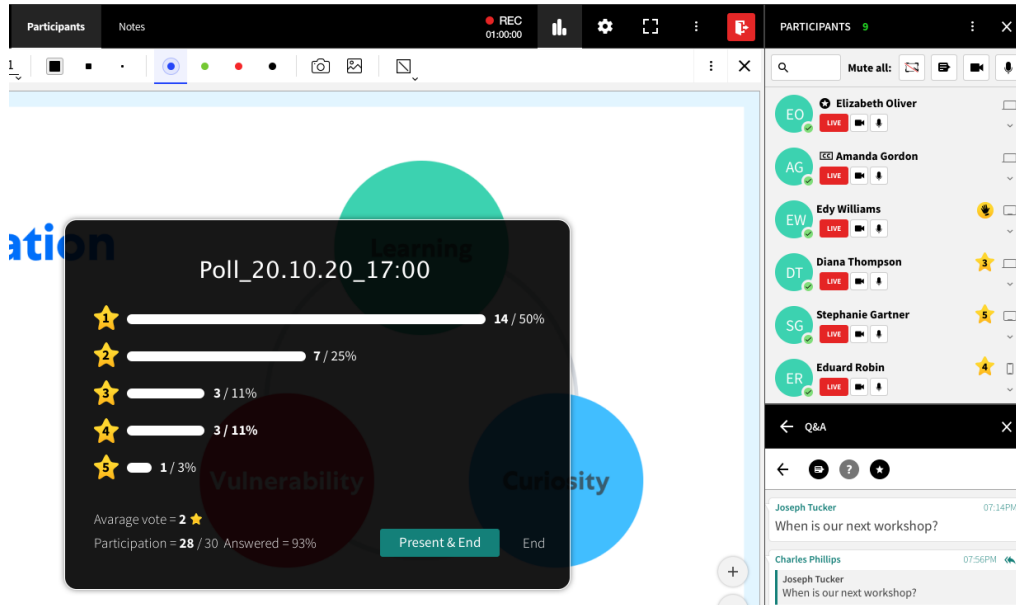 Participants Notes
REC
01:00:00
1
ation
Learning
Vulnerability
Curiosity
Poll_20.10.20_17:00
1 14 / 50%
2 7 / 25%
3 3 / 11%
4 3 / 11%
5 1 / 3%
Avarage vote = 2
Participation = 28 / 30 Answered = 93%
Present & End End
+
PARTICIPANTS 9
Mute all:
EO Elizabeth Oliver
LIVE
AG CC Amanda Gordon
LIVE
EW Edy Williams
LIVE
DT Diana Thompson 3
LIVE
SG Stephanie Gartner 5
LIVE
ER Eduard Robin 4
LIVE
Q&A
?
Joseph Tucker 07:14PM
When is our next workshop?
Charles Phillips 07:56PM
Joseph Tucker
When is our next workshop?